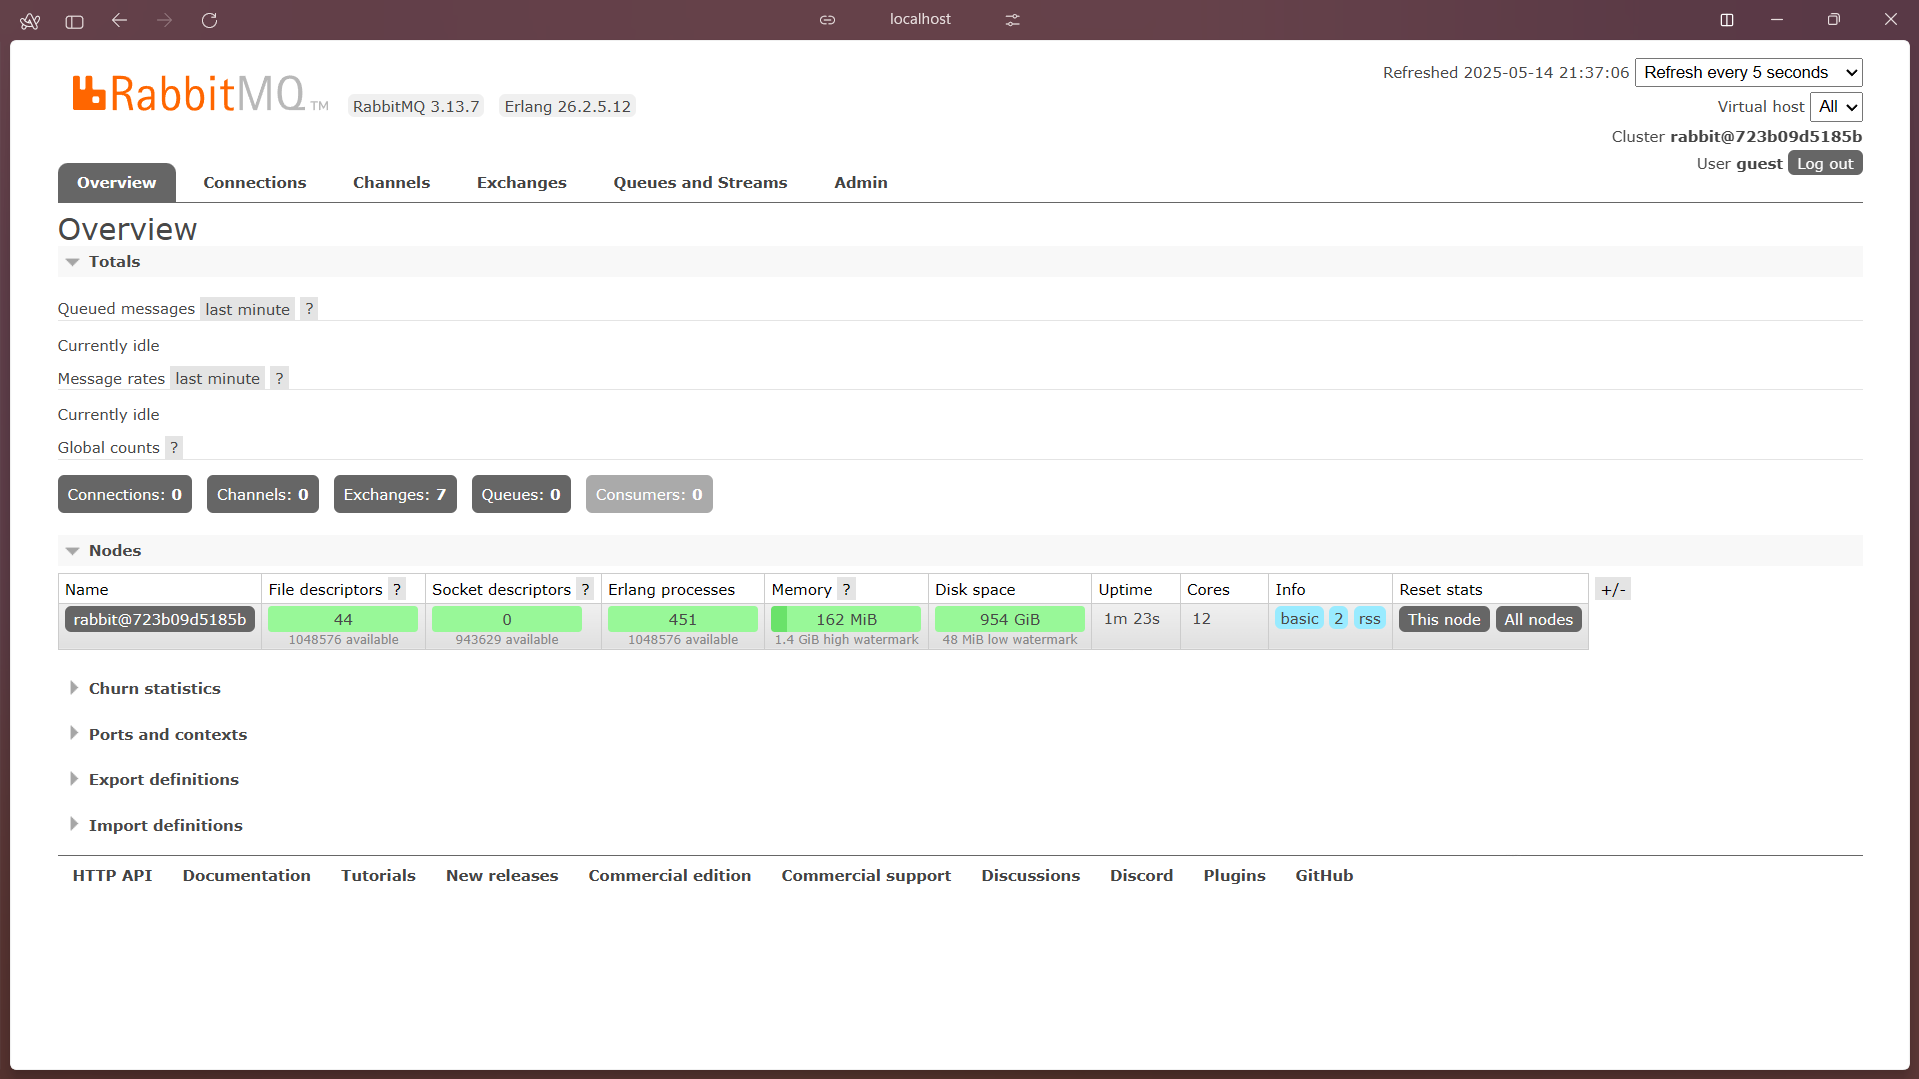 localhost
RabbitMQ TM RabbitMQ 3.13.7 Erlang 26.2.5.12
Refreshed 2025-05-14 21:37:06 Refresh every 5 seconds
Virtual host All
Cluster rabbit@723b09d5185b
User guest Log out
Overview Connections Channels Exchanges Queues and Streams Admin
Overview
Totals
Queued messages last minute ?
Currently idle
Message rates last minute ?
Currently idle
Global counts ?
Connections: 0 Channels: 0 Exchanges: 7 Queues: 0 Consumers: 0
Nodes
Name File descriptors ? Socket descriptors ? Erlang processes Memory ? Disk space Uptime Cores Info Reset stats +/-
rabbit@723b09d5185b 44 0 451 162 MiB 954 GiB 1m 23s 12 basic 2 rss This node All nodes
1048576 available 943629 available 1048576 available 1.4 GiB high watermark 48 MiB low watermark
Churn statistics
Ports and contexts
Export definitions
Import definitions
HTTP API Documentation Tutorials New releases Commercial edition Commercial support Discussions Discord Plugins GitHub